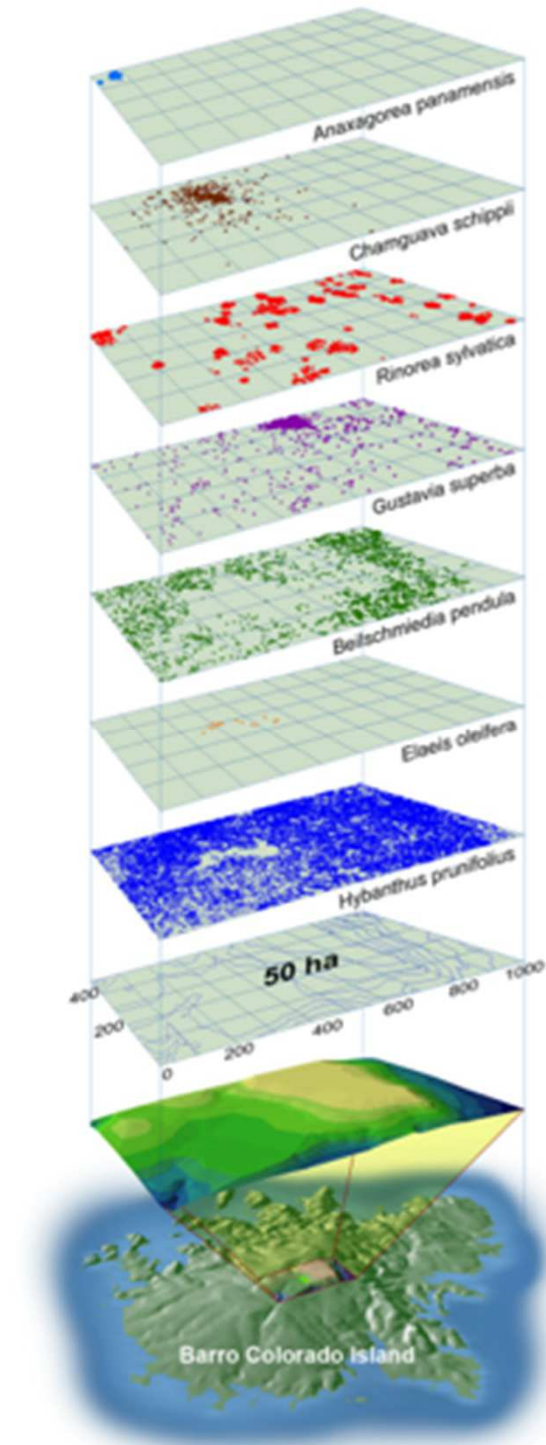 Anaxagorea panamensis
Chamguava schippii
Rinorea sylvatica
Gustavia superba
Beilschmiedia pendula
Elaeis oleifera
Hybanthus prunifolius
50 ha
400
200
0
200
400
600
800
1000
Barro Colorado Island